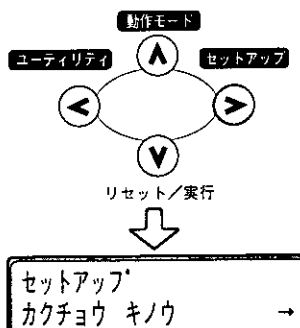 動作モード
ユーティリティ
セットアップ
リセット／実行
セットアップ
カクチョウ キノウ →